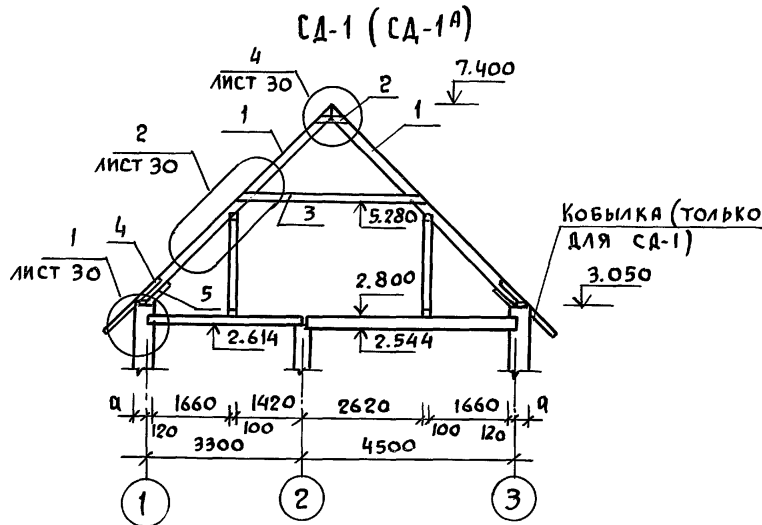 СД-1 (СД-1А)
4
ЛИСТ 30
7.400
2
1
1
2
ЛИСТ 30
3
5.280
КОБЫЛКА (ТОЛЬКО
ДЛЯ СД-1)
1
ЛИСТ 30
4
5
2.800
3.050
2.614
2.544
а 1660 1420 2620 1660 а
120 100 100 120
3300 4500
1 2 3